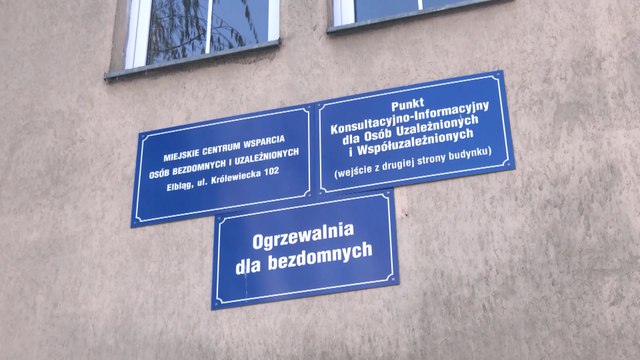 MIEJSKIE CENTRUM WSPARCIA
OSÓB BEZDOMNYCH I UZALEŻNIONYCH
Elbląg, ul. Królewiecka 102
Punkt
Konsultacyjno-Informacyjny
dla Osób Uzależnionych
i Współuzależnionych
(wejście z drugiej strony budynku)
Ogrzewalnia
dla bezdomnych